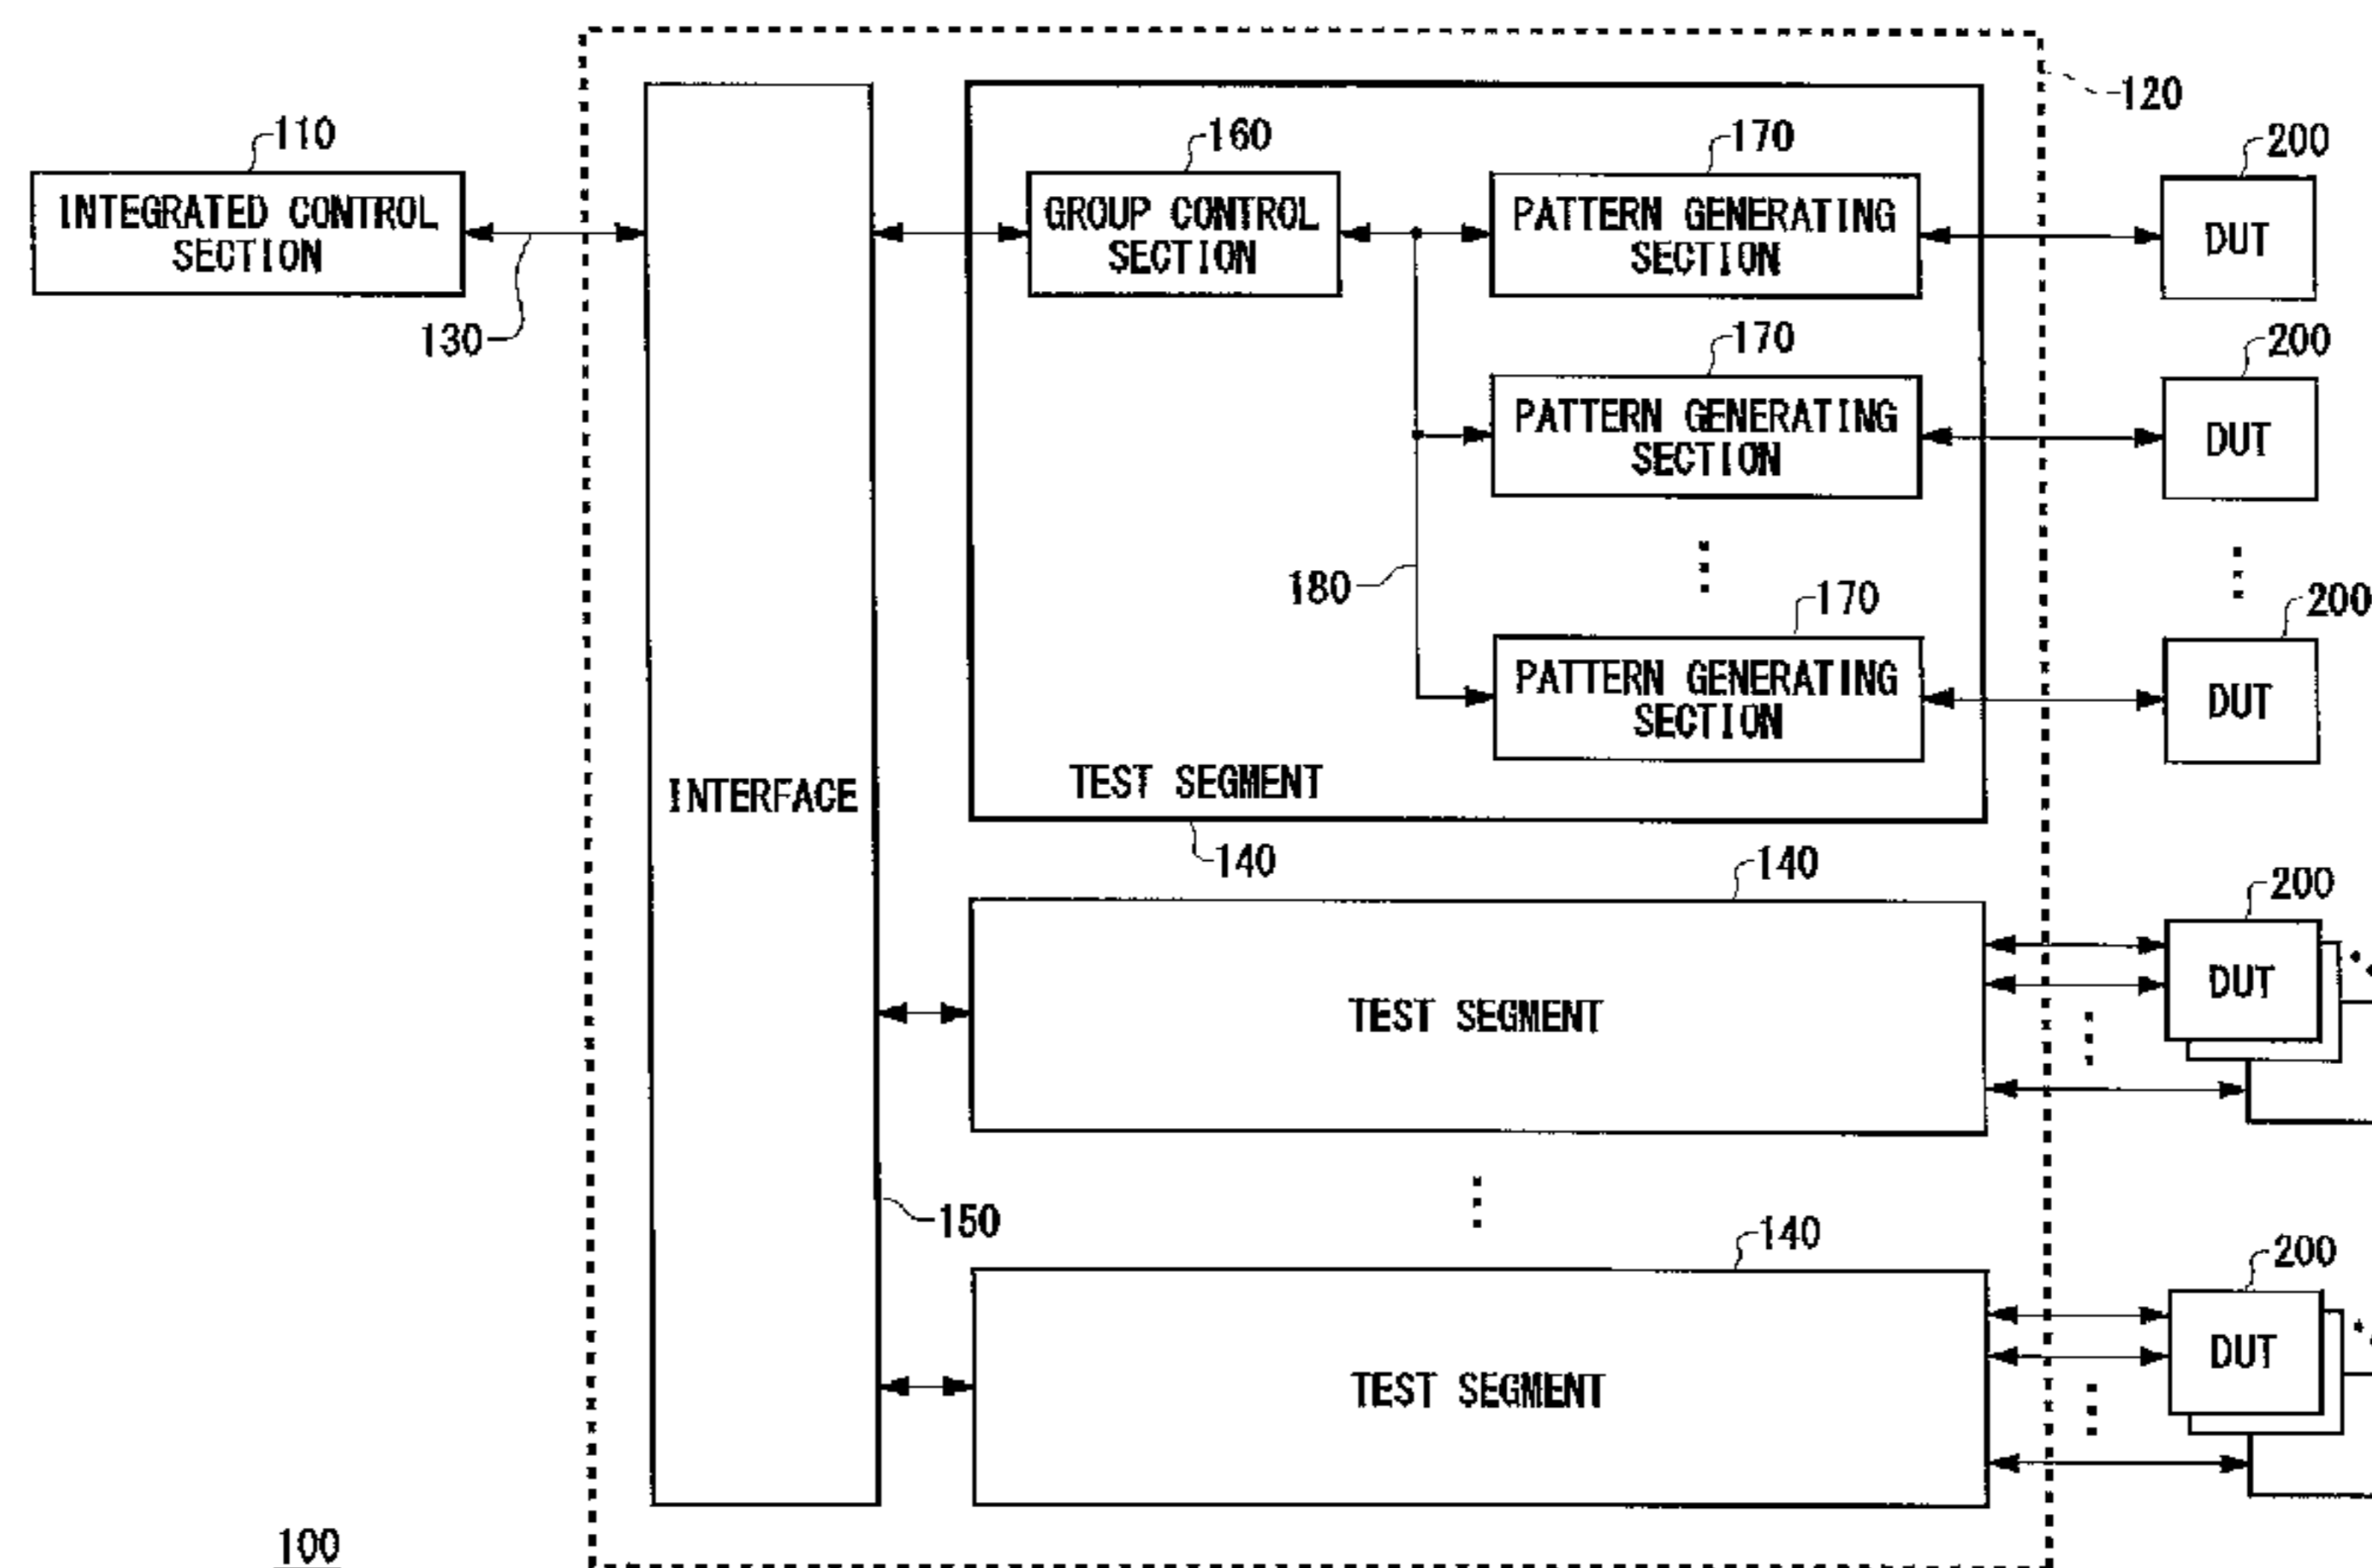 120
110
160
170
200
INTEGRATED CONTROL
SECTION
GROUP CONTROL
SECTION
PATTERN GENERATING
SECTION
DUT
130
170
200
PATTERN GENERATING
SECTION
DUT
180
170
200
PATTERN GENERATING
SECTION
DUT
TEST SEGMENT
INTERFACE
140
140
200
TEST SEGMENT
DUT
150
140
200
TEST SEGMENT
DUT
100